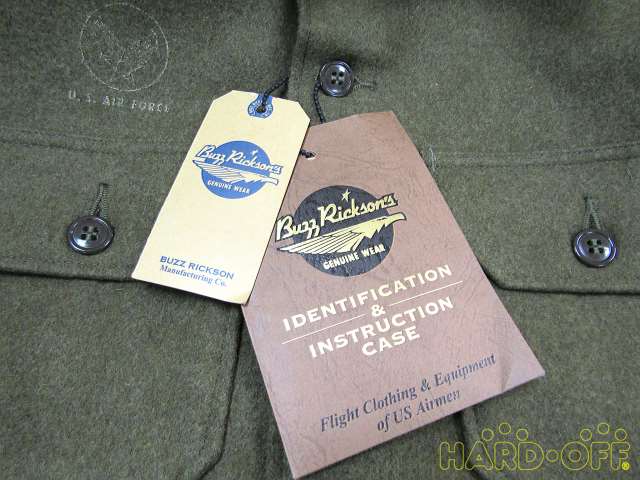 U.S. AIR FORCE
Buzz Rickson's
GENUINE WEAR
BUZZ RICKSON
Manufacturing Co.
Buzz Rickson's
GENUINE WEAR
IDENTIFICATION
&
INSTRUCTION
CASE
Flight Clothing & Equipment
of US Airmen
HARD·OFF